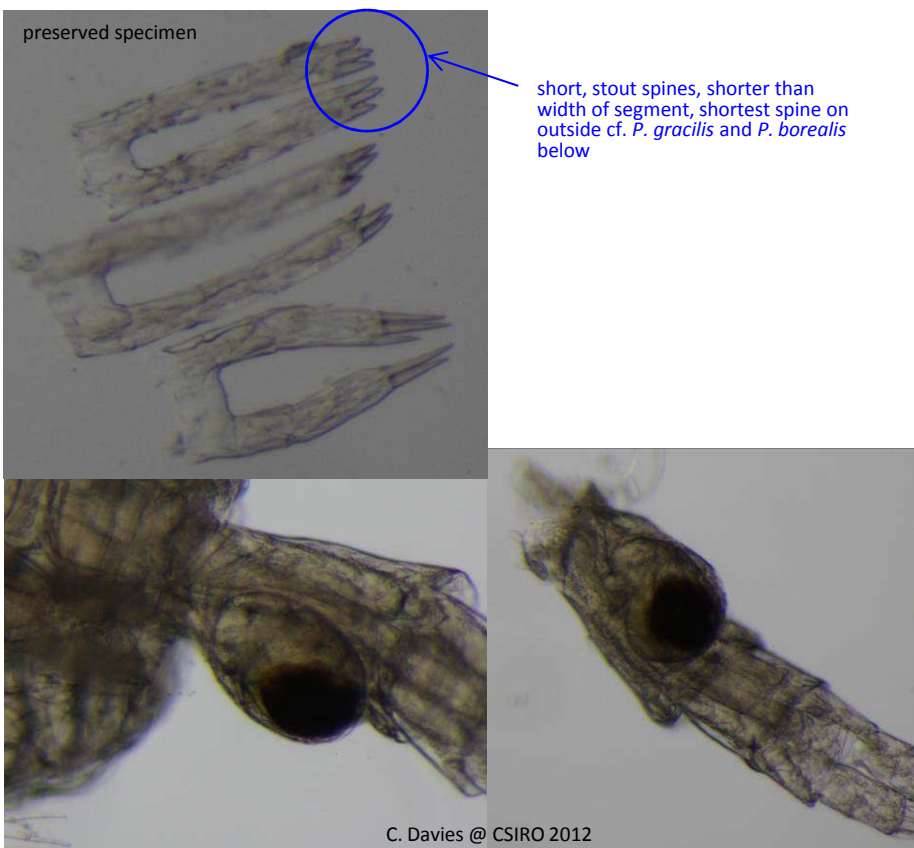 preserved specimen
short, stout spines, shorter than
width of segment, shortest spine on
outside cf. P. gracilis and P. borealis
below
C. Davies @ CSIRO 2012